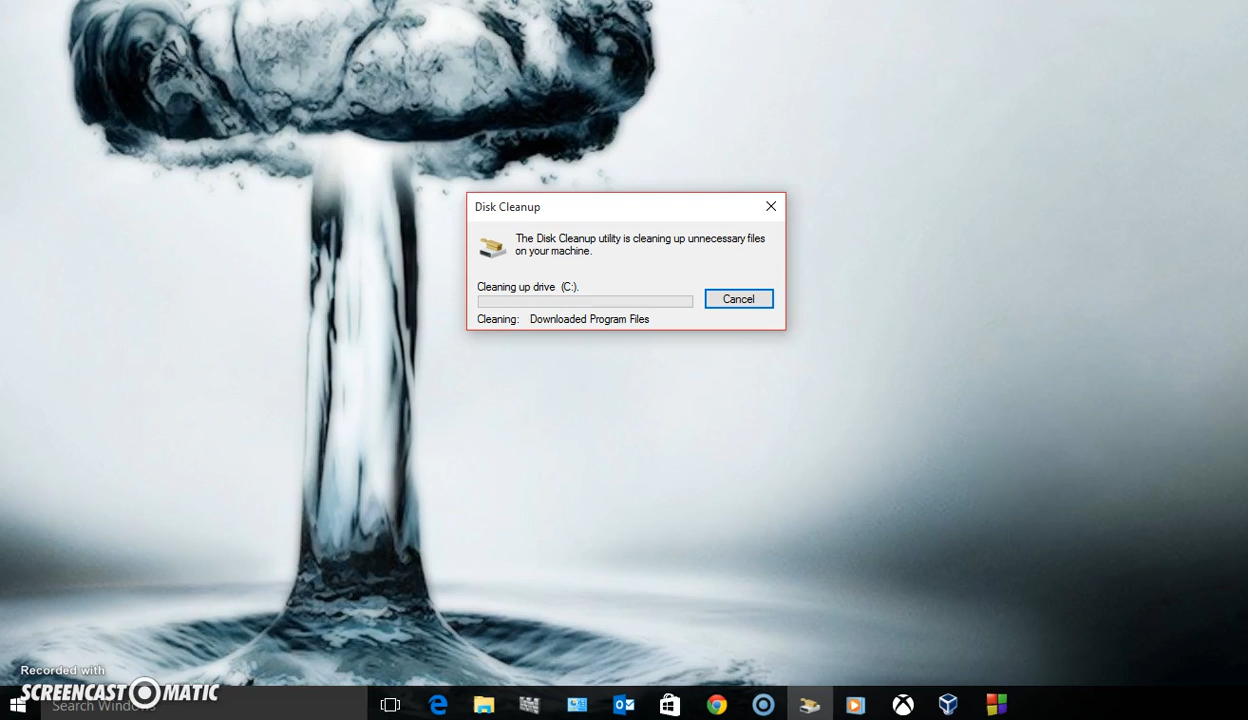 Disk Cleanup
The Disk Cleanup utility is cleaning up unnecessary files
on your machine.
Cleaning up drive (C:).
Cancel
Cleaning: Downloaded Program Files
Recorded with
SCREENCAST-O-MATIC
Search Windows